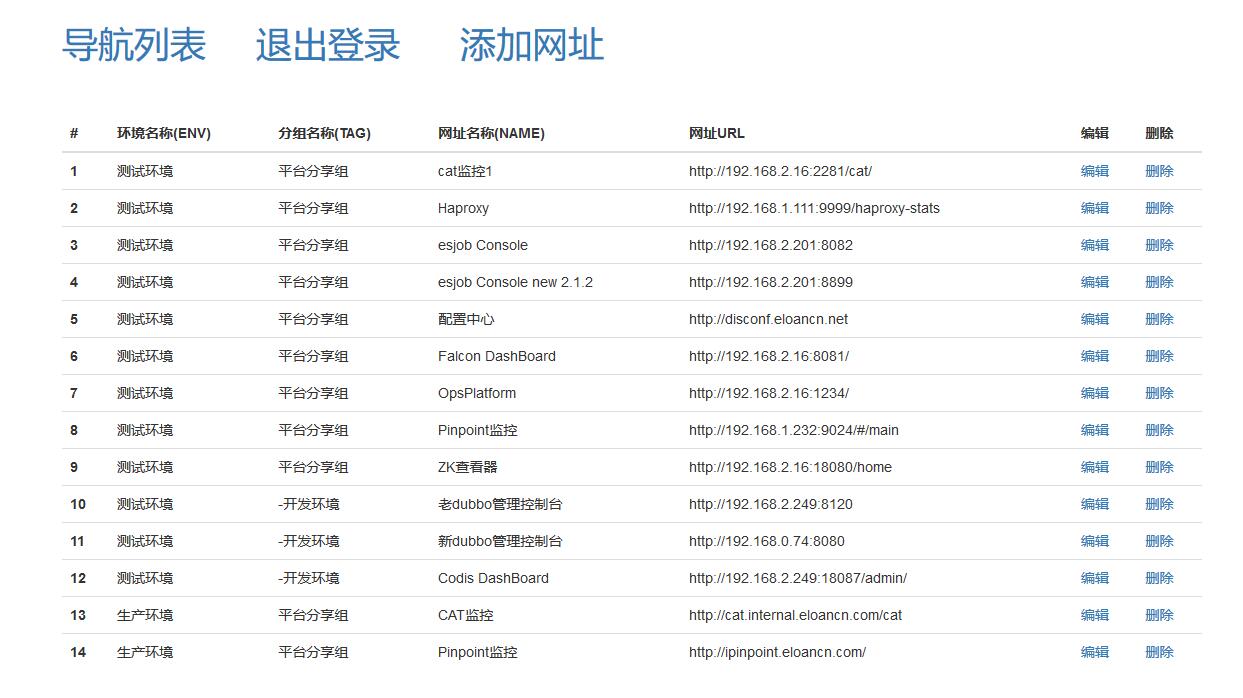 导航列表 退出登录 添加网址
# 环境名称(ENV) 分组名称(TAG) 网址名称(NAME) 网址URL 编辑 删除
1 测试环境 平台分享组 cat监控1 http://192.168.2.16:2281/cat/ 编辑 删除
2 测试环境 平台分享组 Haproxy http://192.168.1.111:9999/haproxy-stats 编辑 删除
3 测试环境 平台分享组 esjob Console http://192.168.2.201:8082 编辑 删除
4 测试环境 平台分享组 esjob Console new 2.1.2 http://192.168.2.201:8899 编辑 删除
5 测试环境 平台分享组 配置中心 http://disconf.eloancn.net 编辑 删除
6 测试环境 平台分享组 Falcon DashBoard http://192.168.2.16:8081/ 编辑 删除
7 测试环境 平台分享组 OpsPlatform http://192.168.2.16:1234/ 编辑 删除
8 测试环境 平台分享组 Pinpoint监控 http://192.168.1.232:9024/#/main 编辑 删除
9 测试环境 平台分享组 ZK查看器 http://192.168.2.16:18080/home 编辑 删除
10 测试环境 -开发环境 老dubbo管理控制台 http://192.168.2.249:8120 编辑 删除
11 测试环境 -开发环境 新dubbo管理控制台 http://192.168.0.74:8080 编辑 删除
12 测试环境 -开发环境 Codis DashBoard http://192.168.2.249:18087/admin/ 编辑 删除
13 生产环境 平台分享组 CAT监控 http://cat.internal.eloancn.com/cat 编辑 删除
14 生产环境 平台分享组 Pinpoint监控 http://ipinpoint.eloancn.com/ 编辑 删除